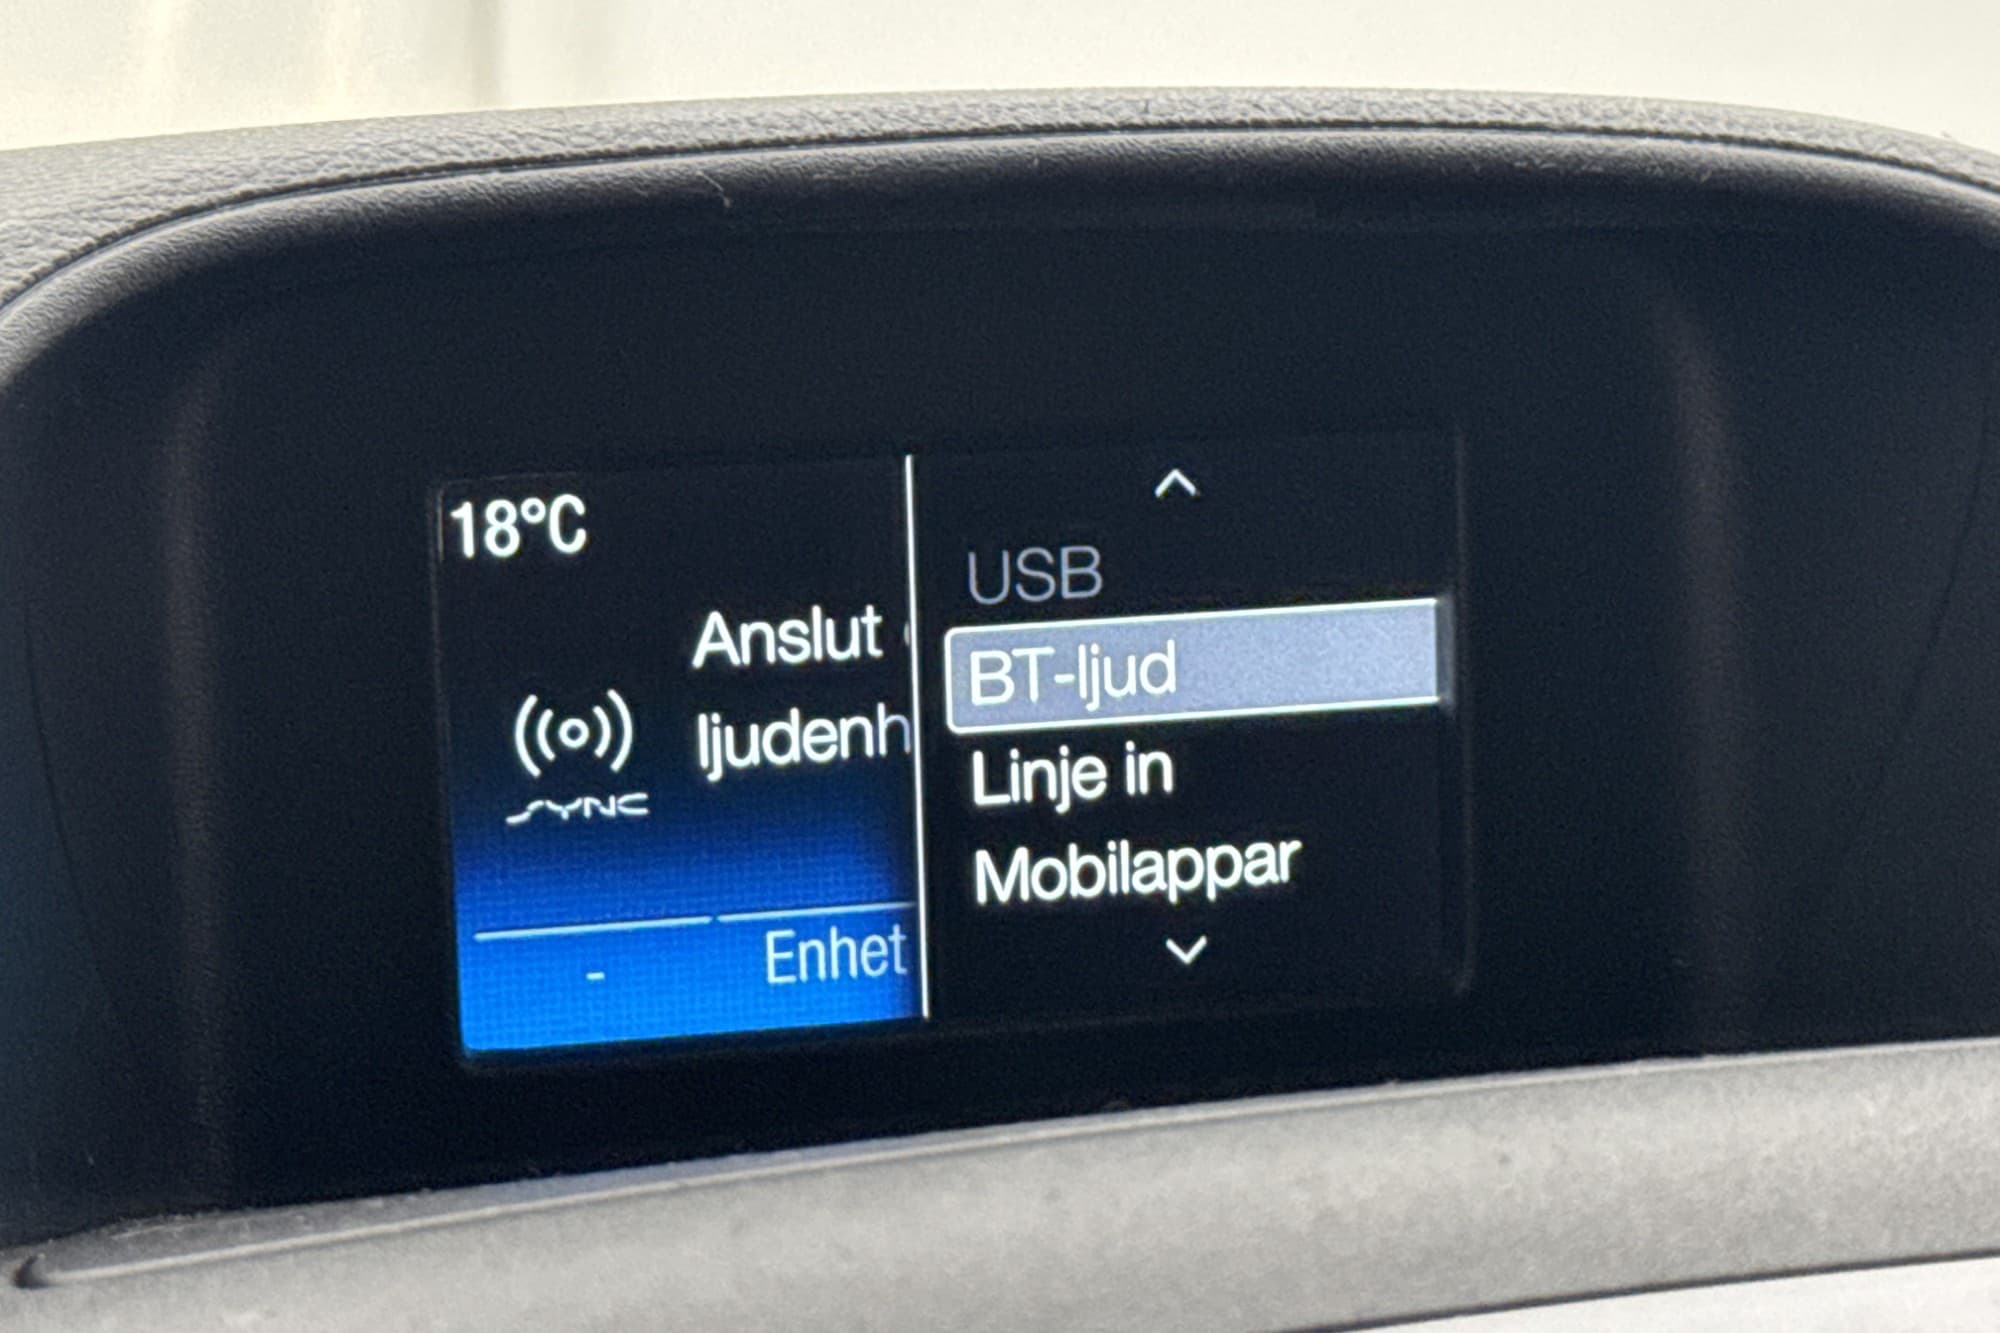 18°C
Anslut
ljudenh
SYNC
- Enhet
USB
BT-ljud
Linje in
Mobilappar